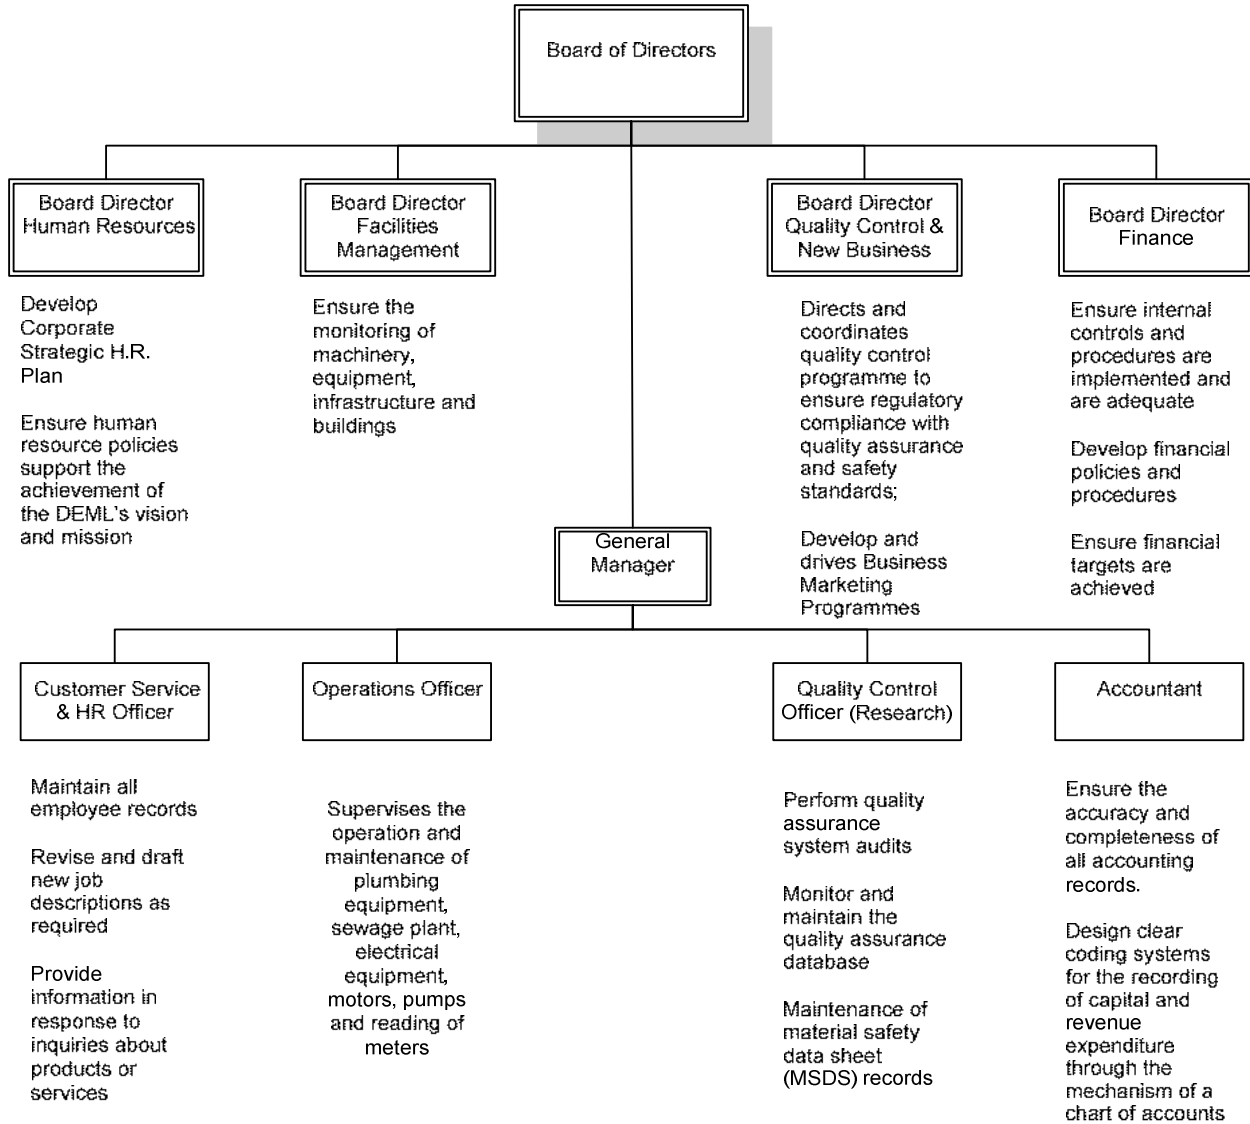 Board of Directors
Board Director
Human Resources
Board Director
Facilities
Management
Board Director
Quality Control &
New Business
Board Director
Finance
Develop
Corporate
Strategic H.R.
Plan
Ensure human
resource policies
support the
achievement of
the DEML's vision
and mission
Ensure the
monitoring of
machinery,
equipment,
infrastructure and
buildings
Directs and
coordinates
quality control
programme to
ensure regulatory
compliance with
quality assurance
and safety
standards;
Develop and
drives Business
Marketing
Programmes
Ensure internal
controls and
procedures are
implemented and
are adequate
Develop financial
policies and
procedures
Ensure financial
targets are
achieved
General
Manager
Customer Service
& HR Officer
Operations Officer
Quality Control
Officer (Research)
Accountant
Maintain all
employee records
Revise and draft
new job
descriptions as
required
Provide
information in
response to
inquiries about
products or
services
Supervises the
operation and
maintenance of
plumbing
equipment,
sewage plant,
electrical
equipment,
motors, pumps
and reading of
meters
Perform quality
assurance
system audits
Monitor and
maintain the
quality assurance
database
Maintenance of
material safety
data sheet
(MSDS) records
Ensure the
accuracy and
completeness of
all accounting
records.
Design clear
coding systems
for the recording
of capital and
revenue
expenditure
through the
mechanism of a
chart of accounts